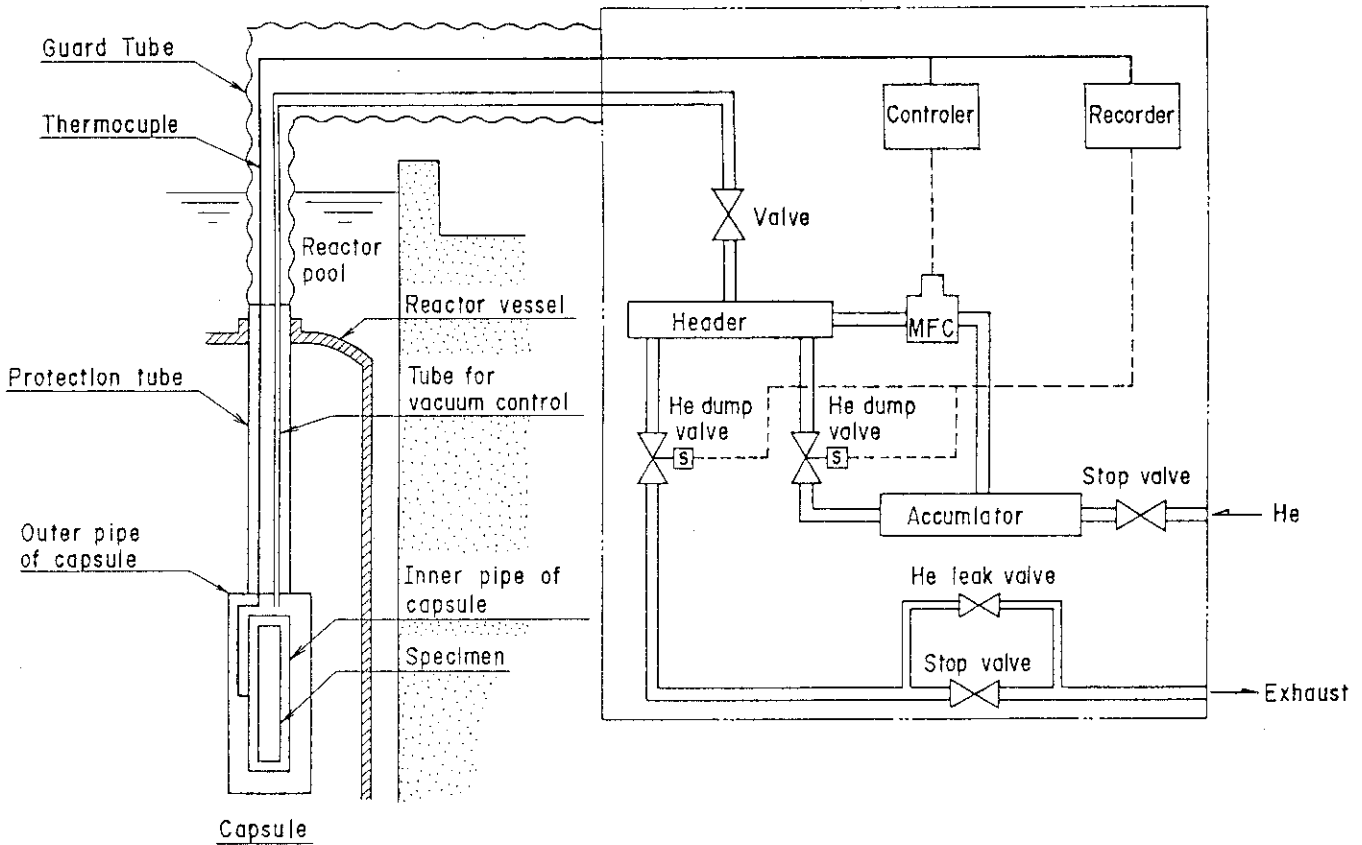 Guard Tube
Thermocuple
Controler
Recorder
Valve
Reactor
pool
Reactor vessel
Header
MFC
Protection tube
Tube for
vacuum control
He dump
valve
He dump
valve
S
S
Stop valve
Accumlator
He
Outer pipe
of capsule
Inner pipe of
capsule
He leak valve
Specimen
Stop valve
Exhaust
Capsule